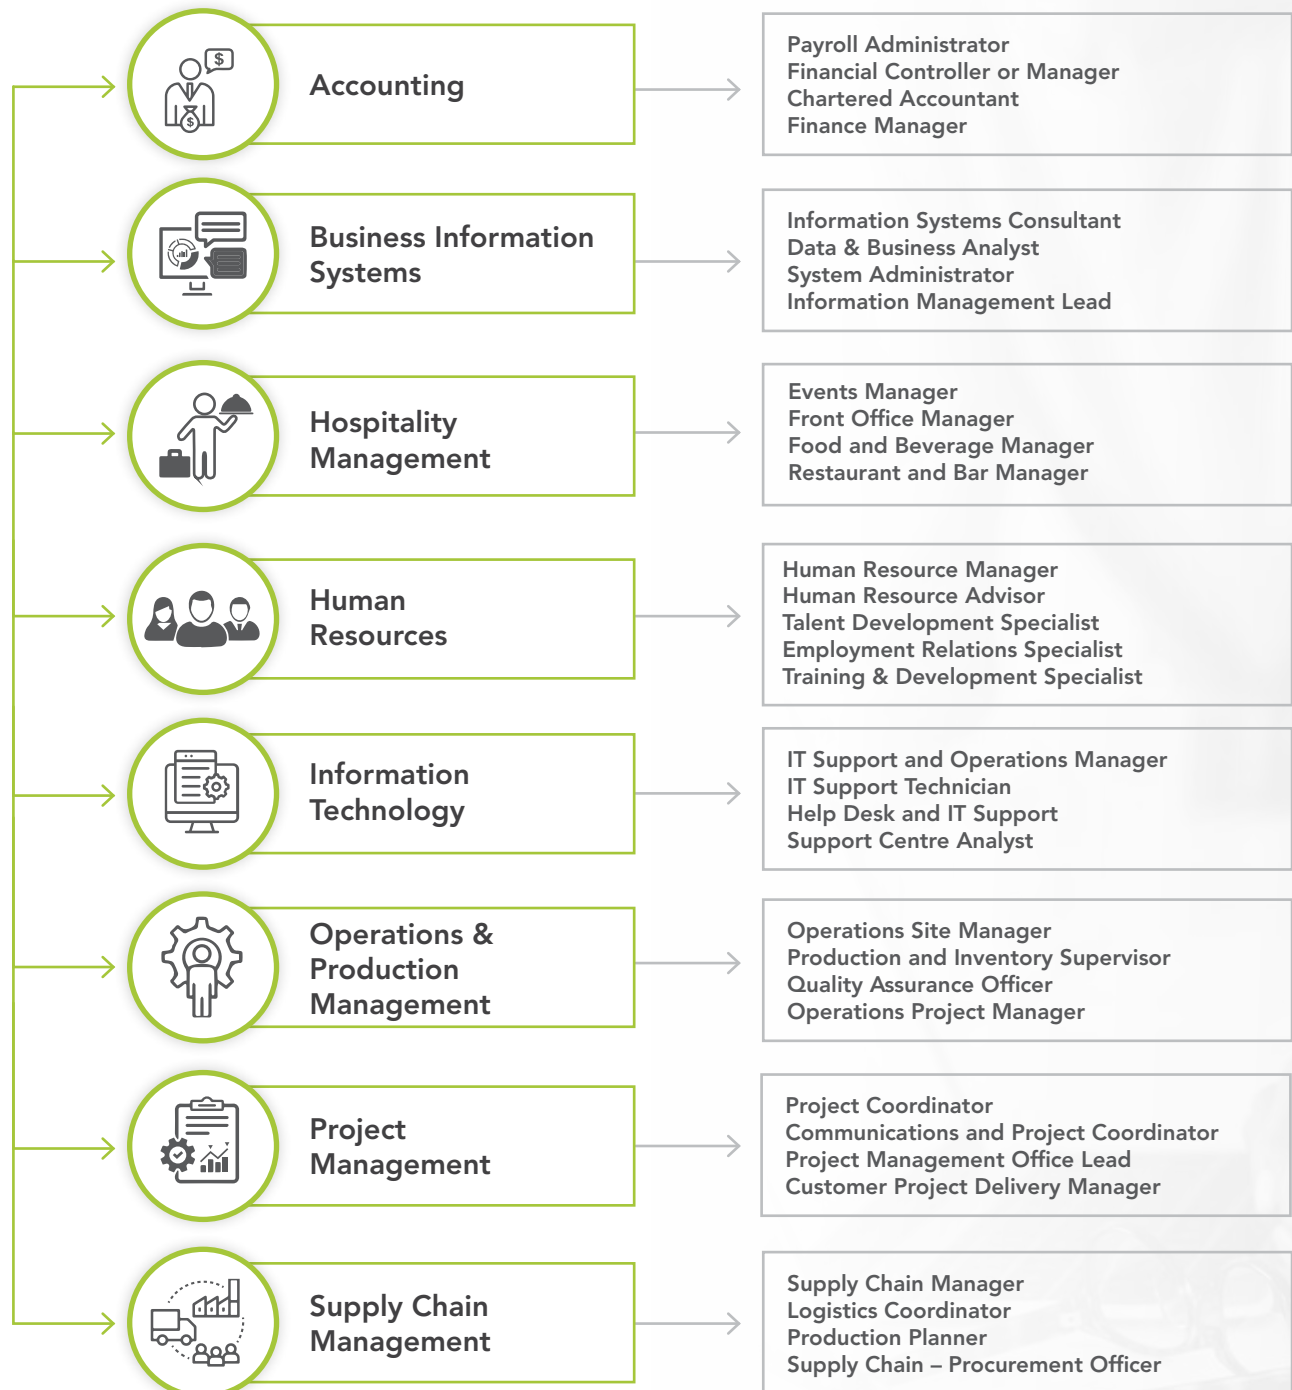 Accounting
Payroll Administrator
Financial Controller or Manager
Chartered Accountant
Finance Manager
Business Information
Systems
Information Systems Consultant
Data & Business Analyst
System Administrator
Information Management Lead
Hospitality
Management
Events Manager
Front Office Manager
Food and Beverage Manager
Restaurant and Bar Manager
Human
Resources
Human Resource Manager
Human Resource Advisor
Talent Development Specialist
Employment Relations Specialist
Training & Development Specialist
Information
Technology
IT Support and Operations Manager
IT Support Technician
Help Desk and IT Support
Support Centre Analyst
Operations &
Production
Management
Operations Site Manager
Production and Inventory Supervisor
Quality Assurance Officer
Operations Project Manager
Project
Management
Project Coordinator
Communications and Project Coordinator
Project Management Office Lead
Customer Project Delivery Manager
Supply Chain
Management
Supply Chain Manager
Logistics Coordinator
Production Planner
Supply Chain – Procurement Officer